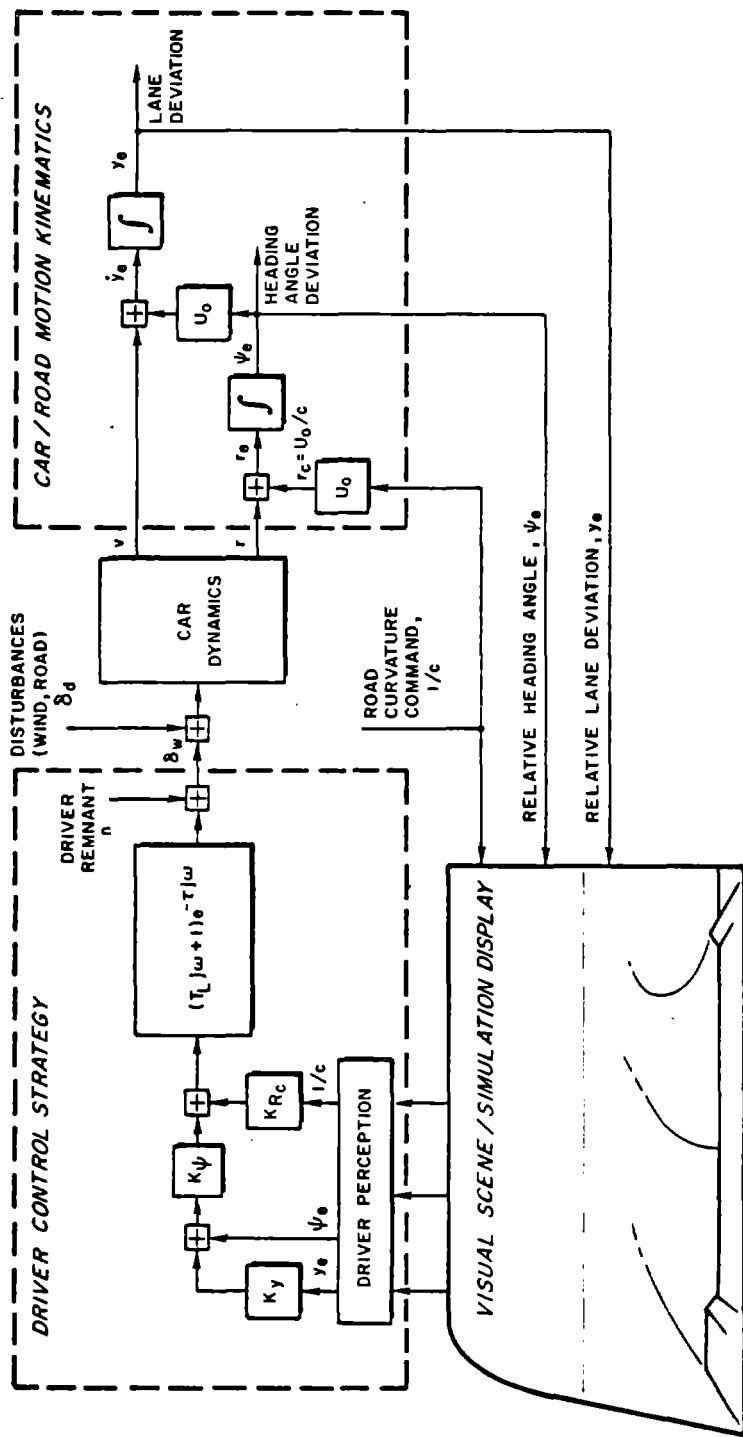 DRIVER CONTROL STRATEGY
K_y
y_e
ψ_e
K_ψ
K_R_c
1/c
DRIVER PERCEPTION
(T_L jω + 1)e^{-τjω}
DRIVER
REMNANT
n
δ_w
DISTURBANCES
(WIND, ROAD)
δ_d
CAR
DYNAMICS
v
r
CAR / ROAD MOTION KINEMATICS
ẏ_e
∫
y_e
LANE
DEVIATION
U_o
HEADING
ANGLE
DEVIATION
r_e
∫
ψ_e
r_c = U_o/c
U_o
ROAD
CURVATURE
COMMAND,
1/c
RELATIVE HEADING ANGLE, ψ_e
RELATIVE LANE DEVIATION, y_e
VISUAL SCENE / SIMULATION DISPLAY